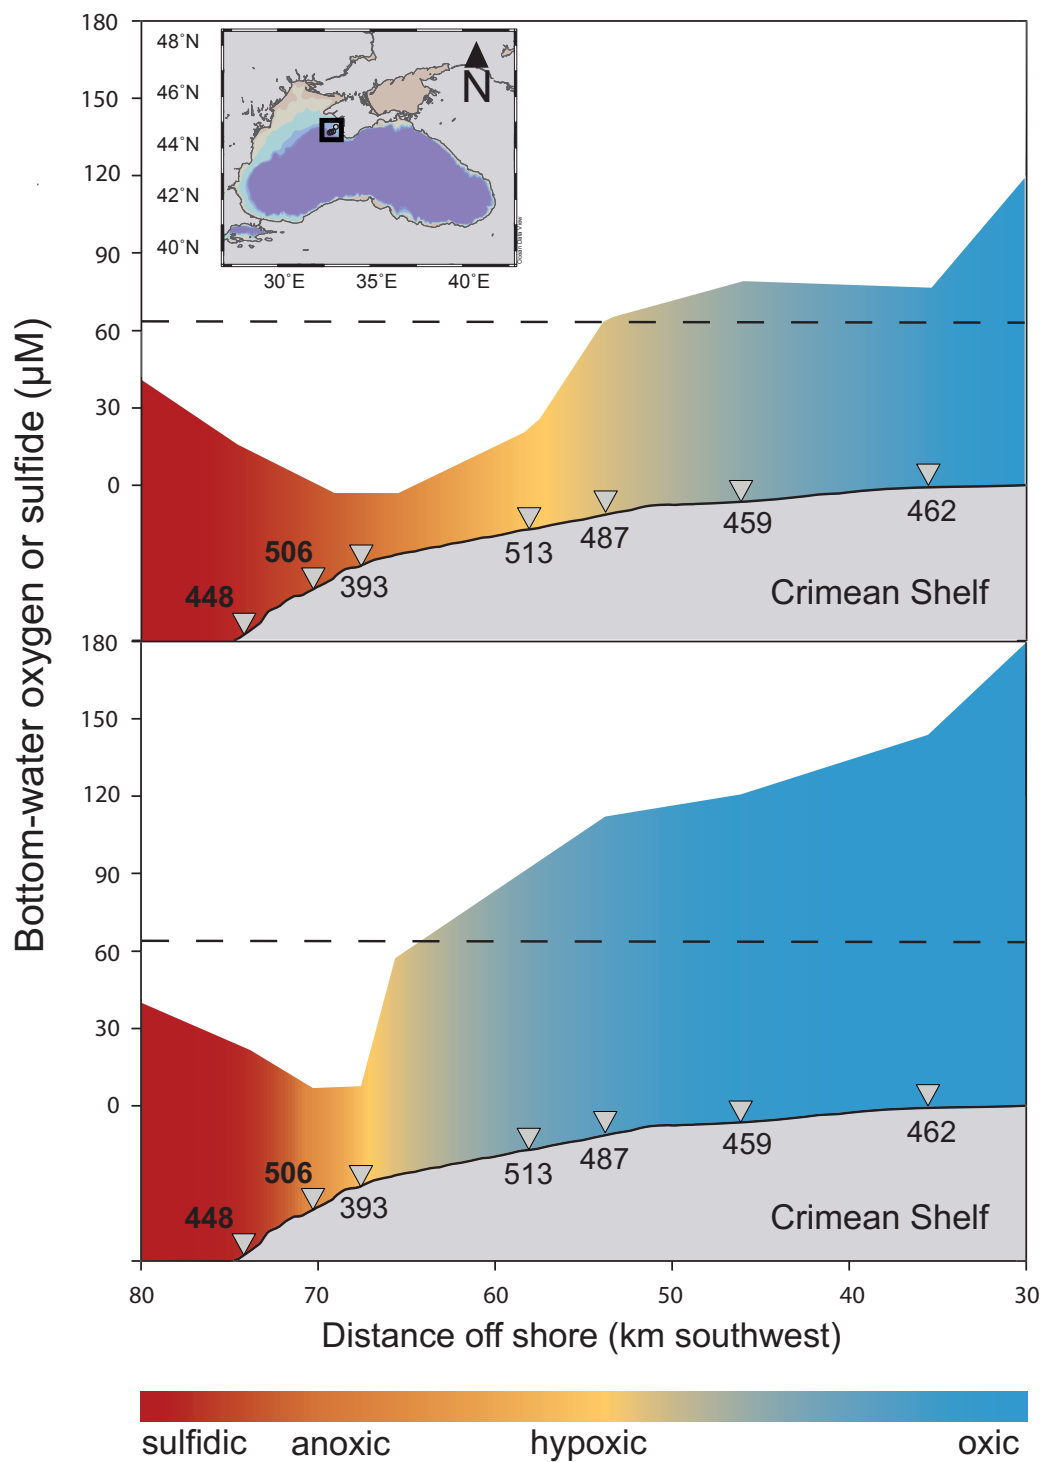 Bottom-water oxygen or sulfide (µM)
180
150
120
90
60
30
0
48°N
46°N
44°N
42°N
40°N
30°E
35°E
40°E
N
Ocean Data View
448
506
393
513
487
459
462
Crimean Shelf
180
150
120
90
60
30
0
448
506
393
513
487
459
462
Crimean Shelf
80
70
60
50
40
30
Distance off shore (km southwest)
sulfidic
anoxic
hypoxic
oxic